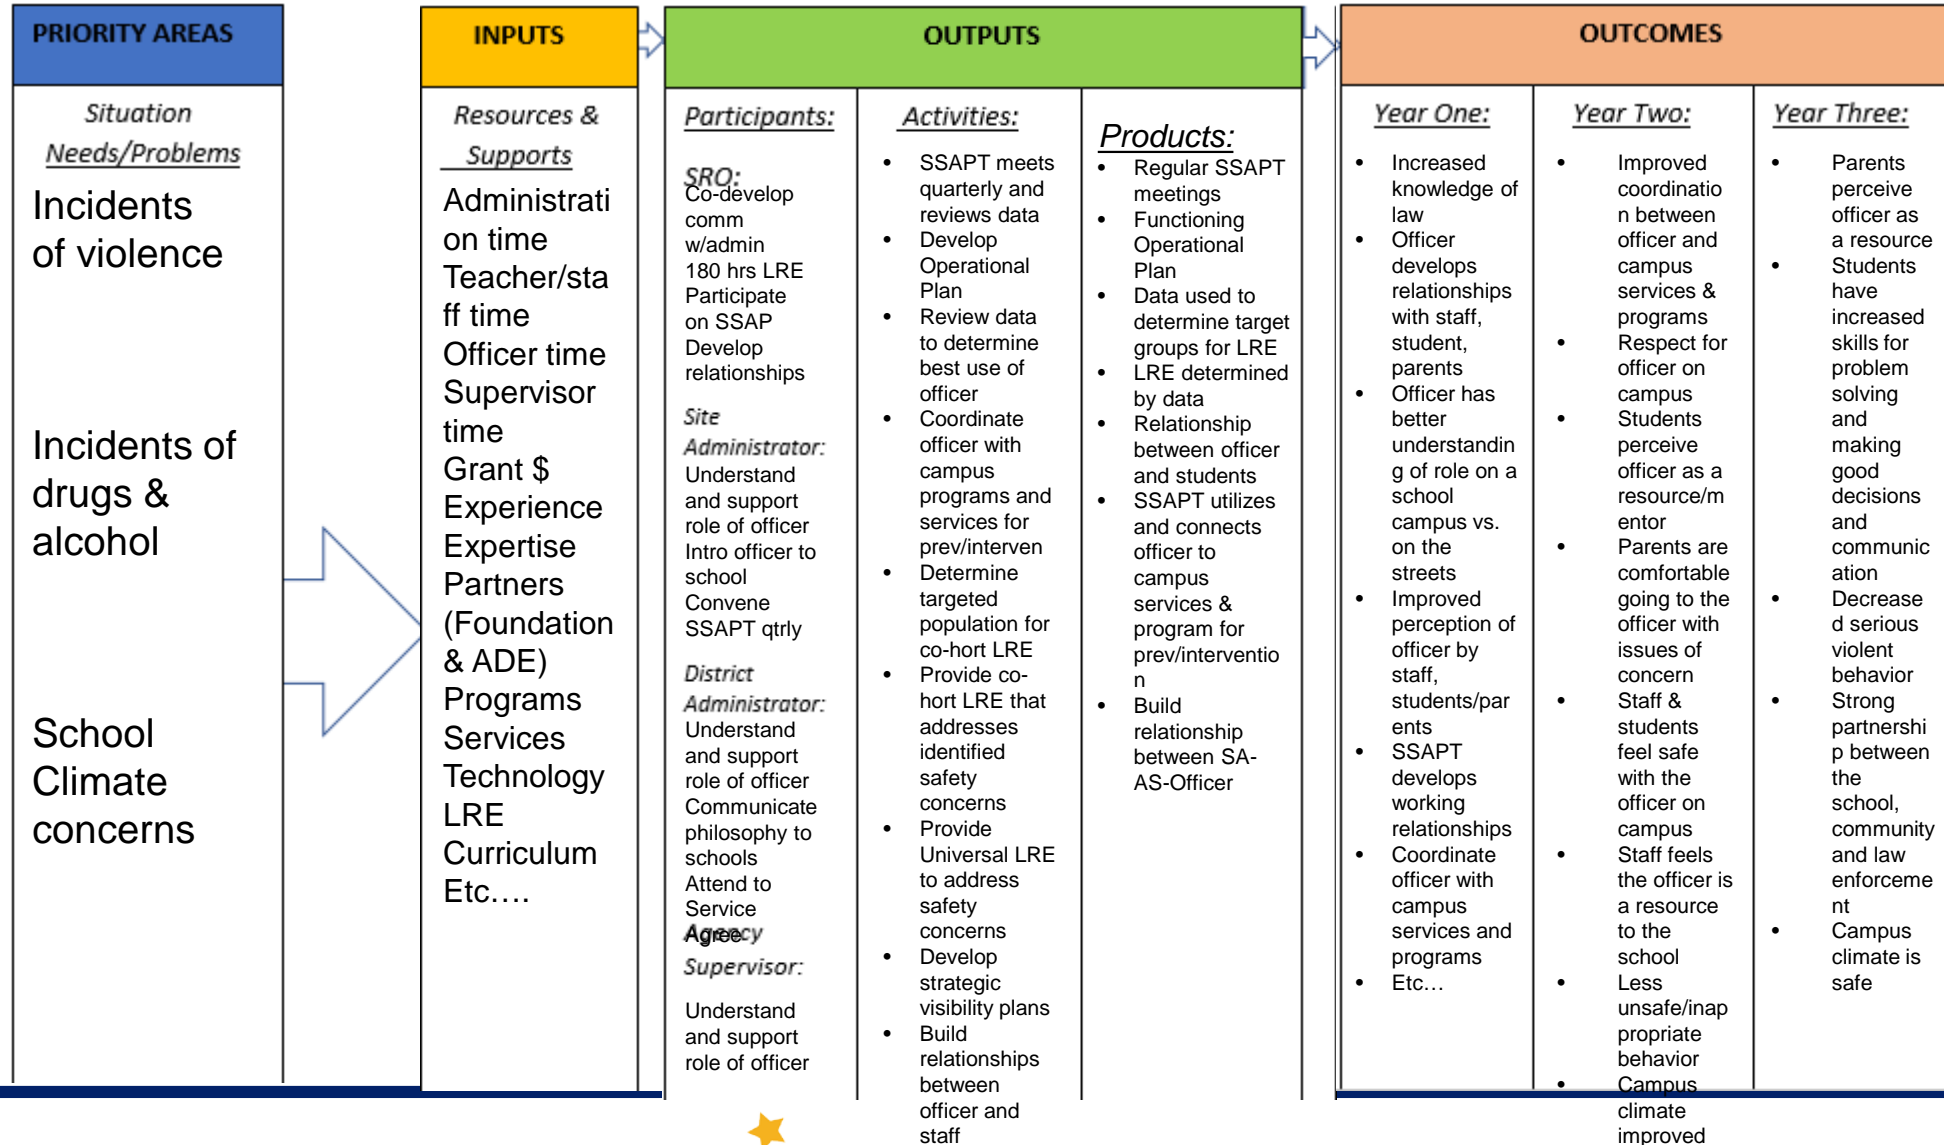 PRIORITY AREAS
Situation
Needs/Problems
Incidents
of violence
Incidents of
drugs &
alcohol
School
Climate
concerns
INPUTS
Resources &
Supports
Administrati
on time
Teacher/sta
ff time
Officer time
Supervisor
time
Grant $
Experience
Expertise
Partners
(Foundation
& ADE)
Programs
Services
Technology
LRE
Curriculum
Etc….
OUTPUTS
Participants:
SRO:
Co-develop
comm
w/admin
180 hrs LRE
Participate
on SSAP
Develop
relationships
Site
Administrator:
Understand
and support
role of officer
Intro officer to
school
Convene
SSAPT qtrly
District
Administrator:
Understand
and support
role of officer
Communicate
philosophy to
schools
Attend to
Service
Agree
Agency
Supervisor:
Understand
and support
role of officer
Activities:
• SSAPT meets
quarterly and
reviews data
• Develop
Operational
Plan
• Review data
to determine
best use of
officer
• Coordinate
officer with
campus
programs and
services for
prev/interven
• Determine
targeted
population for
co-hort LRE
• Provide co-
hort LRE that
addresses
identified
safety
concerns
• Provide
Universal LRE
to address
safety
concerns
• Develop
strategic
visibility plans
• Build
relationships
between
officer and
staff
Products:
• Regular SSAPT
meetings
• Functioning
Operational
Plan
• Data used to
determine target
groups for LRE
• LRE determined
by data
• Relationship
between officer
and students
• SSAPT utilizes
and connects
officer to
campus
services &
program for
prev/interventio
n
• Build
relationship
between SA-
AS-Officer
OUTCOMES
Year One:
• Increased
knowledge of
law
• Officer
develops
relationships
with staff,
student,
parents
• Officer has
better
understandin
g of role on a
school
campus vs.
on the
streets
• Improved
perception of
officer by
staff,
students/par
ents
• SSAPT
develops
working
relationships
• Coordinate
officer with
campus
services and
programs
• Etc…
Year Two:
• Improved
coordinatio
n between
officer and
campus
services &
programs
• Respect for
officer on
campus
• Students
perceive
officer as a
resource/m
entor
• Parents are
comfortable
going to the
officer with
issues of
concern
• Staff &
students
feel safe
with the
officer on
campus
• Staff feels
the officer is
a resource
to the
school
• Less
unsafe/inap
propriate
behavior
• Campus
climate
improved
Year Three:
• Parents
perceive
officer as
a resource
• Students
have
increased
skills for
problem
solving
and
making
good
decisions
and
communic
ation
• Decrease
d serious
violent
behavior
• Strong
partnershi
p between
the
school,
community
and law
enforceme
nt
• Campus
climate is
safe